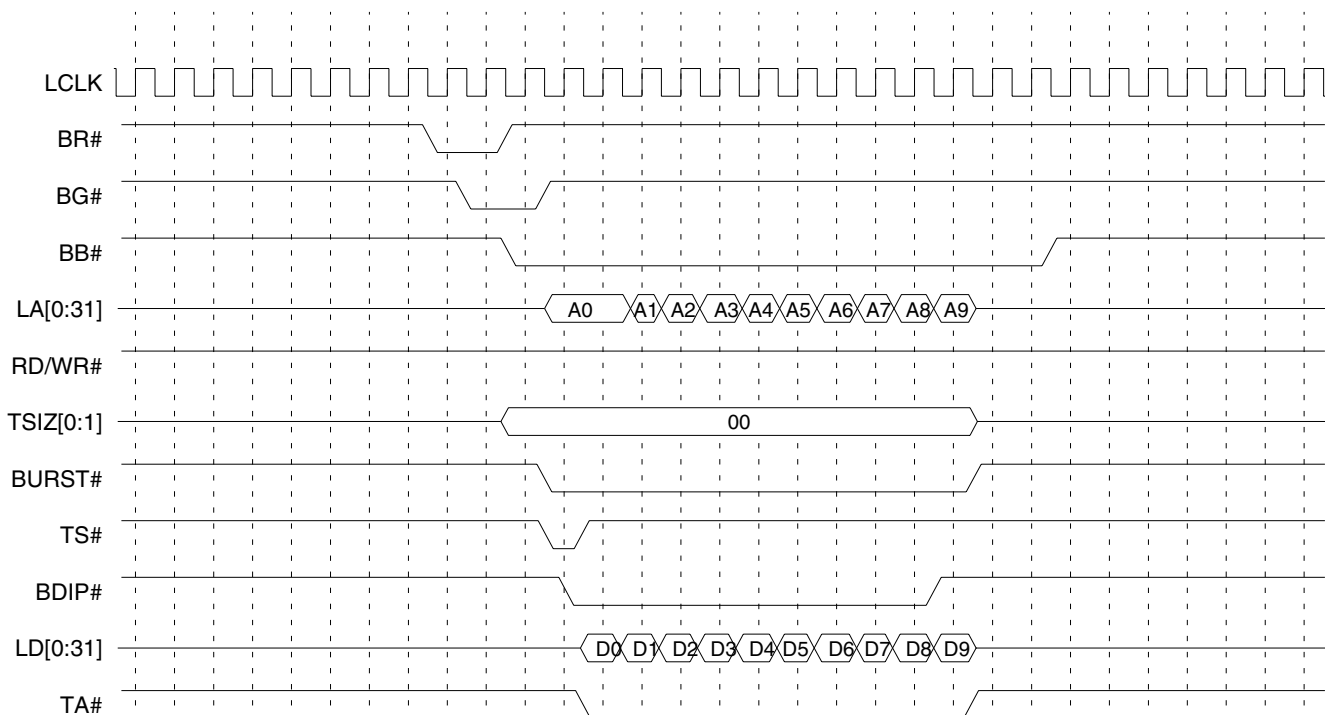 LCLK
BR#
BG#
BB#
LA[0:31] A0 A1 A2 A3 A4 A5 A6 A7 A8 A9
RD/WR#
TSIZ[0:1] 00
BURST#
TS#
BDIP#
LD[0:31] D0 D1 D2 D3 D4 D5 D6 D7 D8 D9
TA#